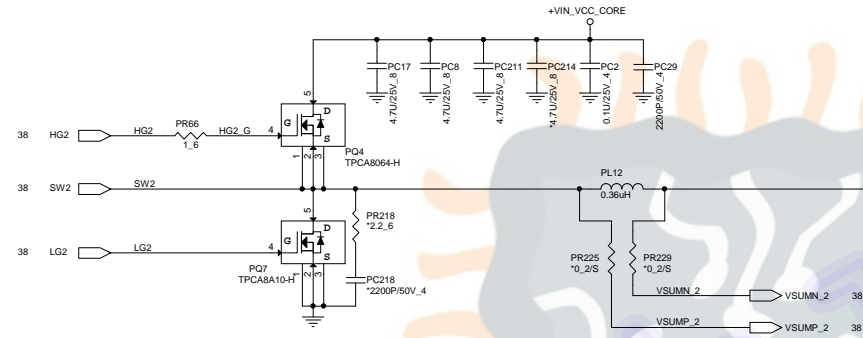 +VIN_VCC_CORE
PC17
4.7U/25V_8
PC8
4.7U/25V_8
PC211
4.7U/25V_8
PC214
*4.7U/25V_8
PC2
0.1U/25V_4
PC29
2200P/50V_4
38 HG2
HG2
PR66
1_6
HG2_G
4
5
D
G
S
1
2
3
PQ4
TPCA8064-H
38 SW2
SW2
PL12
0.36uH
38 LG2
LG2
4
5
D
G
S
1
2
3
PQ7
TPCA8A10-H
PR218
*2.2_6
PC218
*2200P/50V_4
PR225
*0_2/S
PR229
*0_2/S
VSUMN_2
VSUMN_2 38
VSUMP_2
VSUMP_2 38